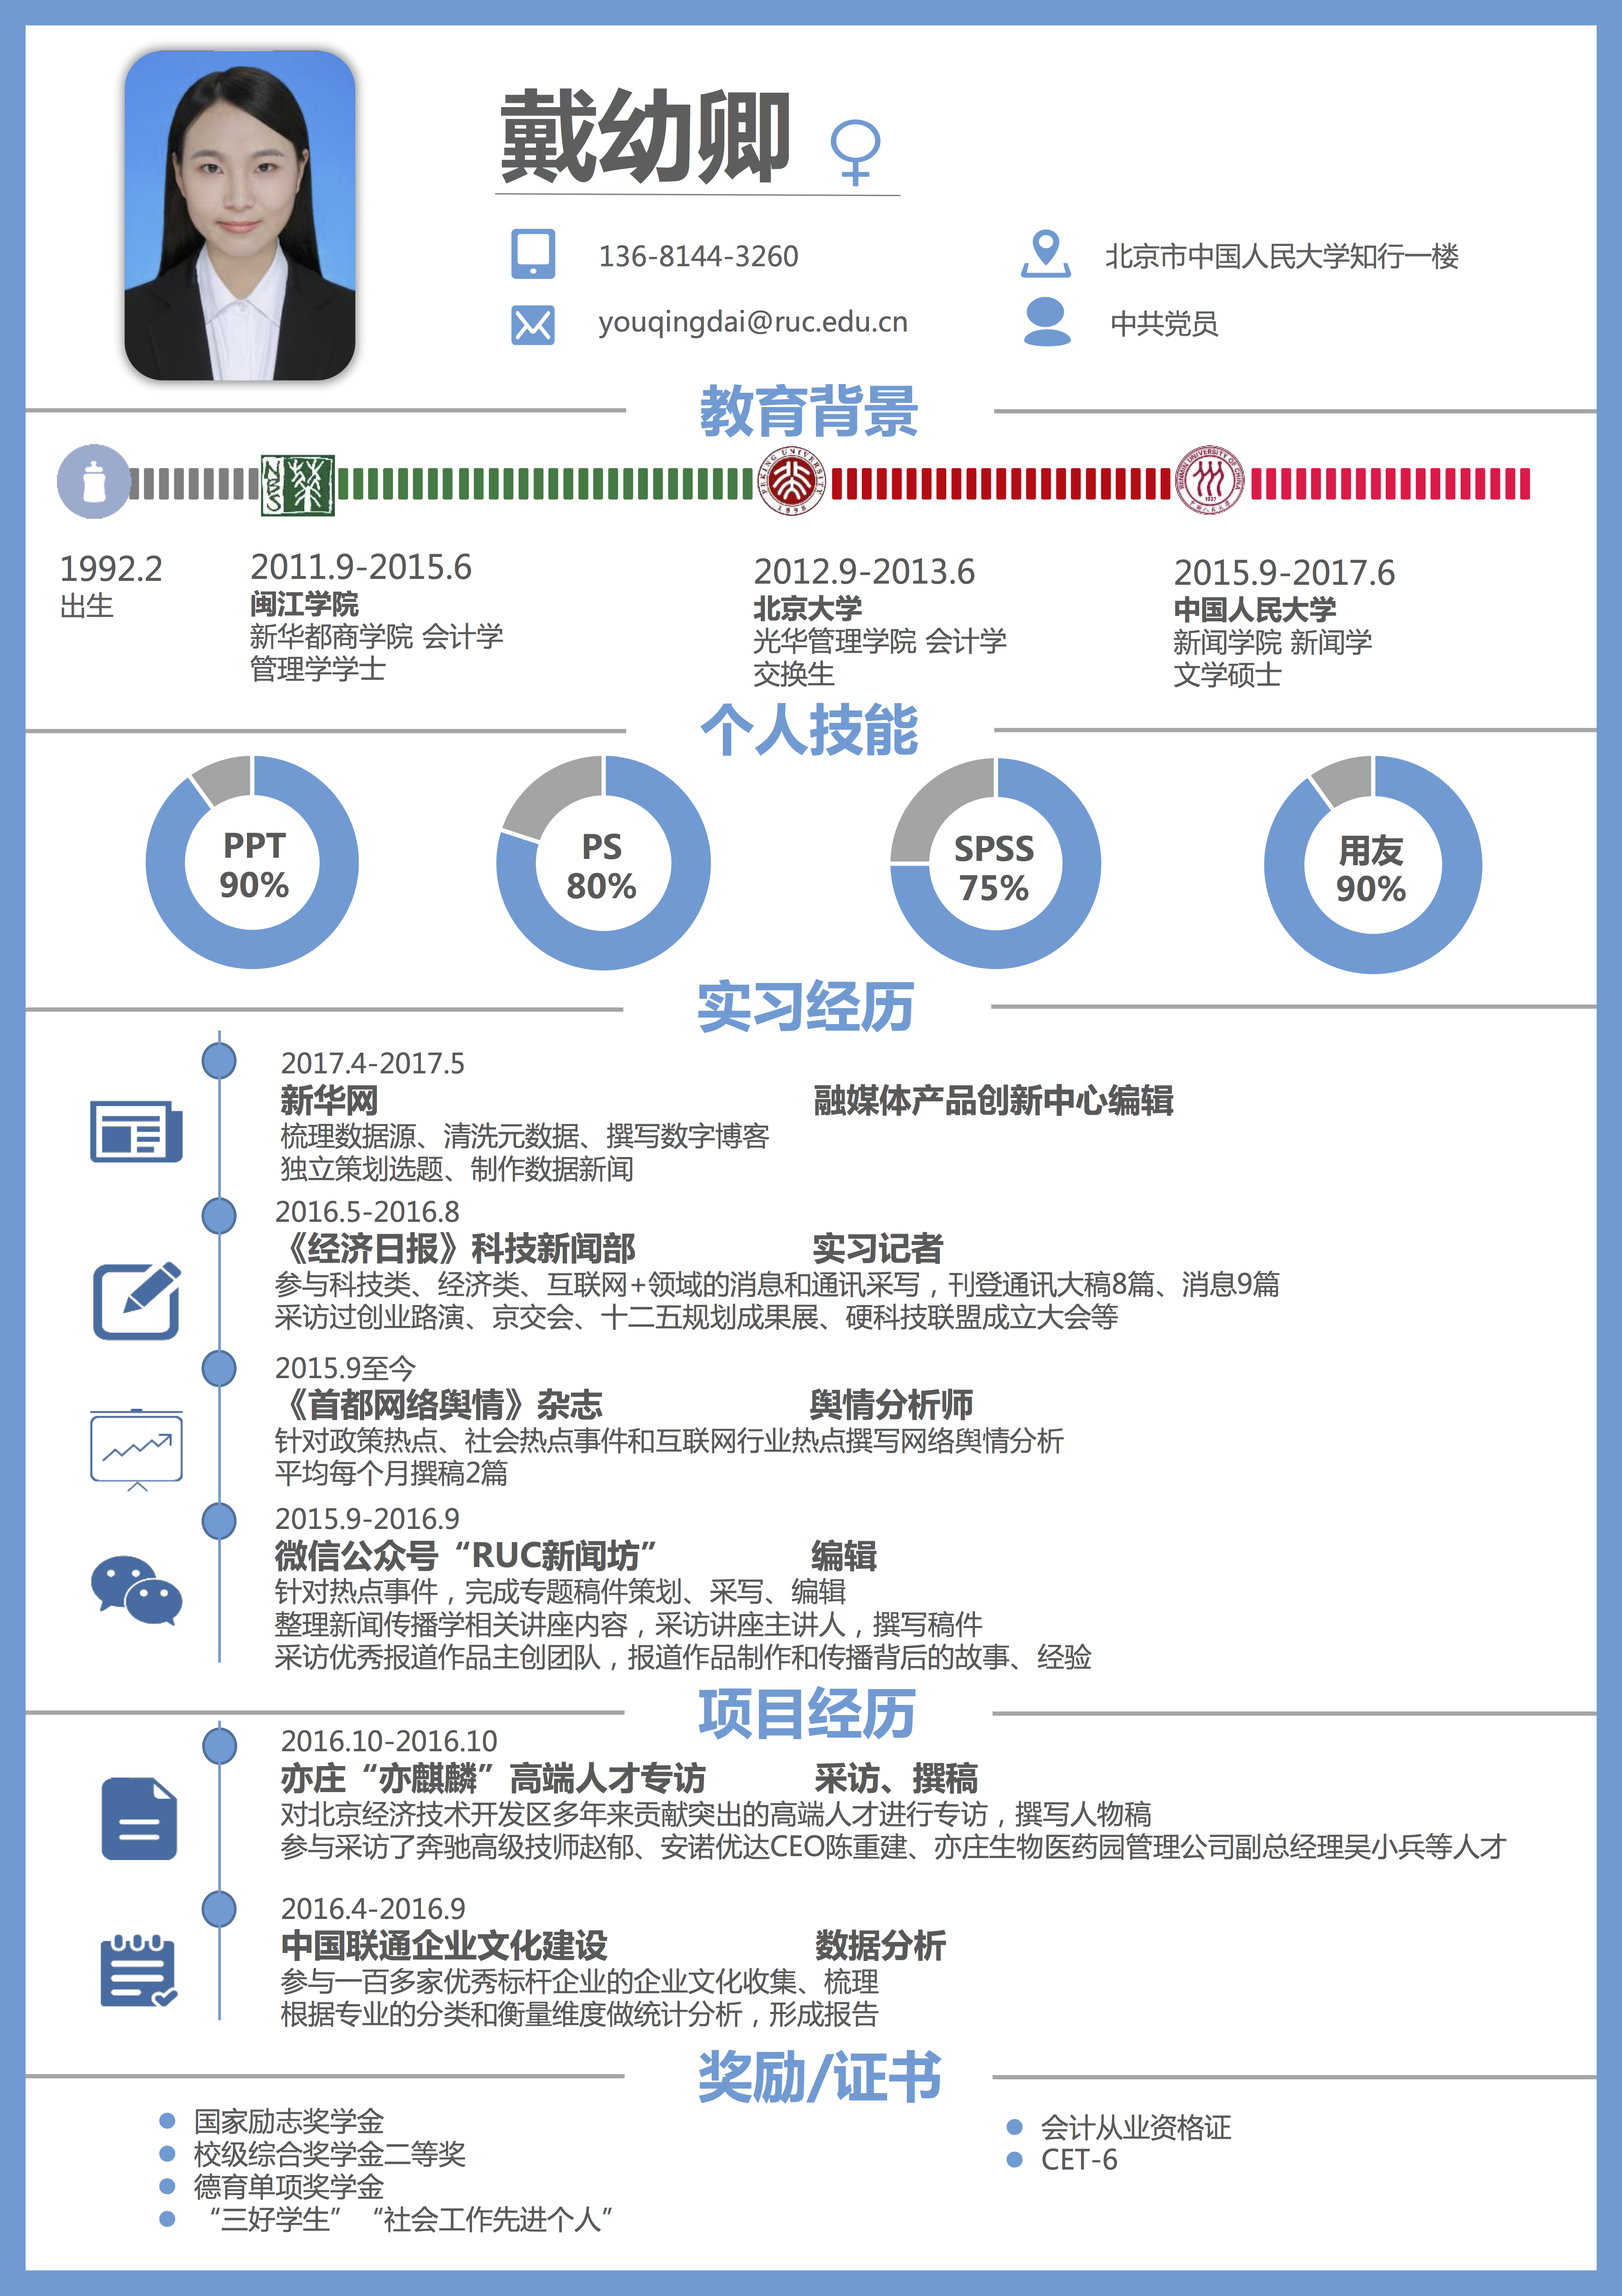 戴幼卿
136-8144-3260
北京市中国人民大学知行一楼
youqingdai@ruc.edu.cn
中共党员
教育背景
NBS
PEKING UNIVERSITY
1898
RENMIN UNIVERSITY OF CHINA
1937
中国人民大学
1992.2
出生
2011.9-2015.6
闽江学院
新华都商学院 会计学
管理学学士
2012.9-2013.6
北京大学
光华管理学院 会计学
交换生
2015.9-2017.6
中国人民大学
新闻学院 新闻学
文学硕士
个人技能
PPT
90%
PS
80%
SPSS
75%
用友
90%
实习经历
2017.4-2017.5
新华网 融媒体产品创新中心编辑
梳理数据源、清洗元数据、撰写数字博客
独立策划选题、制作数据新闻
2016.5-2016.8
《经济日报》科技新闻部 实习记者
参与科技类、经济类、互联网+领域的消息和通讯采写，刊登通讯大稿8篇、消息9篇
采访过创业路演、京交会、十二五规划成果展、硬科技联盟成立大会等
2015.9至今
《首都网络舆情》杂志 舆情分析师
针对政策热点、社会热点事件和互联网行业热点撰写网络舆情分析
平均每个月撰稿2篇
2015.9-2016.9
微信公众号“RUC新闻坊” 编辑
针对热点事件，完成专题稿件策划、采写、编辑
整理新闻传播学相关讲座内容，采访讲座主讲人，撰写稿件
采访优秀报道作品主创团队，报道作品制作和传播背后的故事、经验
项目经历
2016.10-2016.10
亦庄“亦麒麟”高端人才专访 采访、撰稿
对北京经济技术开发区多年来贡献突出的高端人才进行专访，撰写人物稿
参与采访了奔驰高级技师赵郁、安诺优达CEO陈重建、亦庄生物医药园管理公司副总经理吴小兵等人才
2016.4-2016.9
中国联通企业文化建设 数据分析
参与一百多家优秀标杆企业的企业文化收集、梳理
根据专业的分类和衡量维度做统计分析，形成报告
奖励/证书
国家励志奖学金
校级综合奖学金二等奖
德育单项奖学金
“三好学生”“社会工作先进个人”
会计从业资格证
CET-6